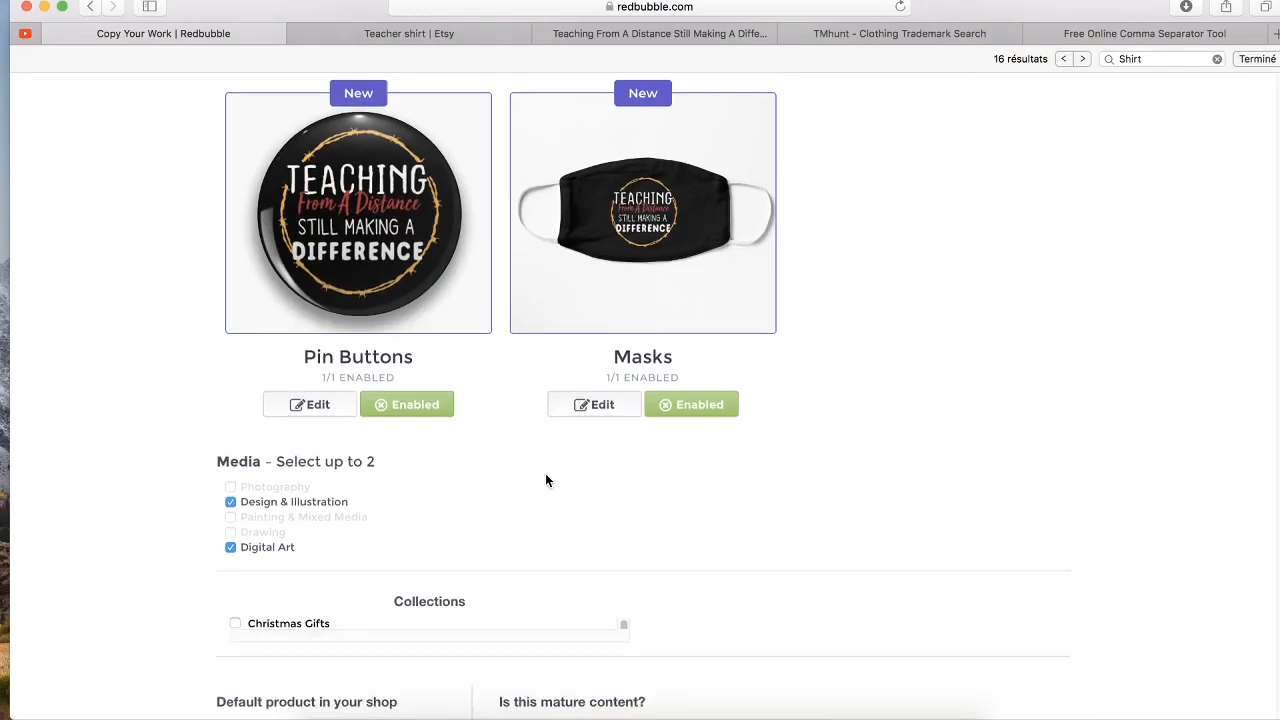 redbubble.com
Copy Your Work | Redbubble
Teacher shirt | Etsy
Teaching From A Distance Still Making A Diffe...
TMhunt - Clothing Trademark Search
Free Online Comma Separator Tool
16 résultats
Shirt
Terminé
New
New
TEACHING
From A Distance
STILL MAKING A
DIFFERENCE
TEACHING
From A Distance
STILL MAKING A
DIFFERENCE
Pin Buttons
Masks
1/1 ENABLED
1/1 ENABLED
Edit
Enabled
Edit
Enabled
Media – Select up to 2
Photography
Design & Illustration
Painting & Mixed Media
Drawing
Digital Art
Collections
Christmas Gifts
Default product in your shop
Is this mature content?